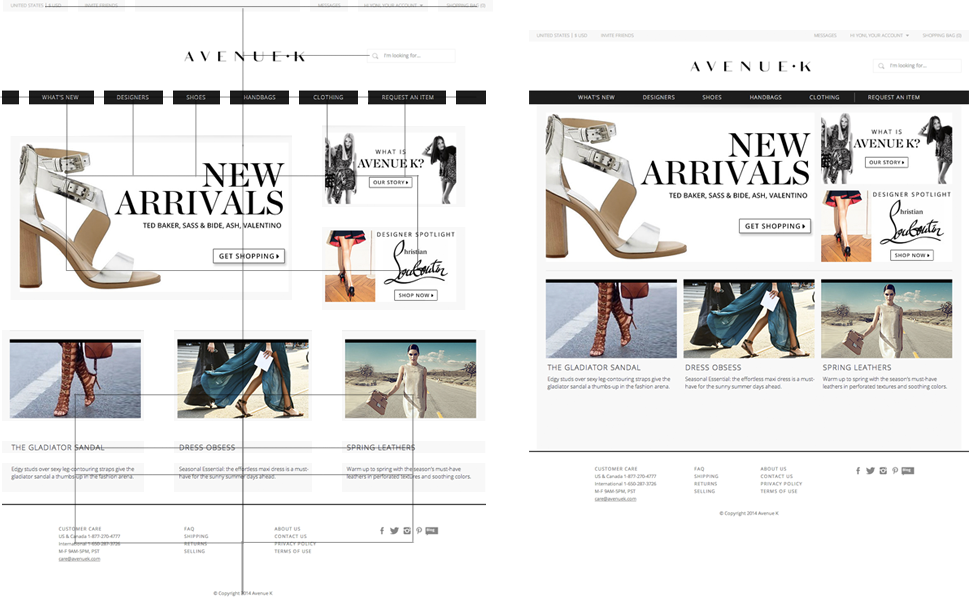 UNITED STATES | $ USD INVITE FRIENDS MESSAGES HI YON! YOUR ACCOUNT SHOPPING BAG (0)
AVENUE•K I'm looking for...
WHAT'S NEW DESIGNERS SHOES HANDBAGS CLOTHING REQUEST AN ITEM
NEW
ARRIVALS
TED BAKER, SASS & BIDE, ASH, VALENTINO
GET SHOPPING
WHAT IS
AVENUE K?
OUR STORY
DESIGNER SPOTLIGHT
Christian
Louboutin
SHOP NOW
THE GLADIATOR SANDAL
Edgy studs over sexy leg-contouring straps give the
gladiator sandal a thumbs-up in the fashion arena.
DRESS OBSESS
Seasonal Essential: the effortless maxi dress is a must-
have for the sunny summer days ahead.
SPRING LEATHERS
Warm up to spring with the season's must-have
leathers in perforated textures and soothing colors.
CUSTOMER CARE
US & Canada 1-877-270-4777
International 1-650-287-3726
M-F 9AM-5PM, PST
care@avenuek.com
FAQ
SHIPPING
RETURNS
SELLING
ABOUT US
CONTACT US
PRIVACY POLICY
TERMS OF USE
© Copyright 2014 Avenue-K
UNITED STATES | $ USD INVITE FRIENDS MESSAGES HI YON! YOUR ACCOUNT SHOPPING BAG (0)
AVENUE•K I'm looking for...
WHAT'S NEW DESIGNERS SHOES HANDBAGS CLOTHING REQUEST AN ITEM
NEW
ARRIVALS
TED BAKER, SASS & BIDE, ASH, VALENTINO
GET SHOPPING
WHAT IS
AVENUE K?
OUR STORY
DESIGNER SPOTLIGHT
Christian
Louboutin
SHOP NOW
THE GLADIATOR SANDAL
Edgy studs over sexy leg-contouring straps give the
gladiator sandal a thumbs-up in the fashion arena.
DRESS OBSESS
Seasonal Essential: the effortless maxi dress is a must-
have for the sunny summer days ahead.
SPRING LEATHERS
Warm up to spring with the season's must-have
leathers in perforated textures and soothing colors.
CUSTOMER CARE
US & Canada 1-877-270-4777
International 1-650-287-3726
M-F 9AM-5PM, PST
care@avenuek.com
FAQ
SHIPPING
RETURNS
SELLING
ABOUT US
CONTACT US
PRIVACY POLICY
TERMS OF USE
© Copyright 2014 Avenue-K